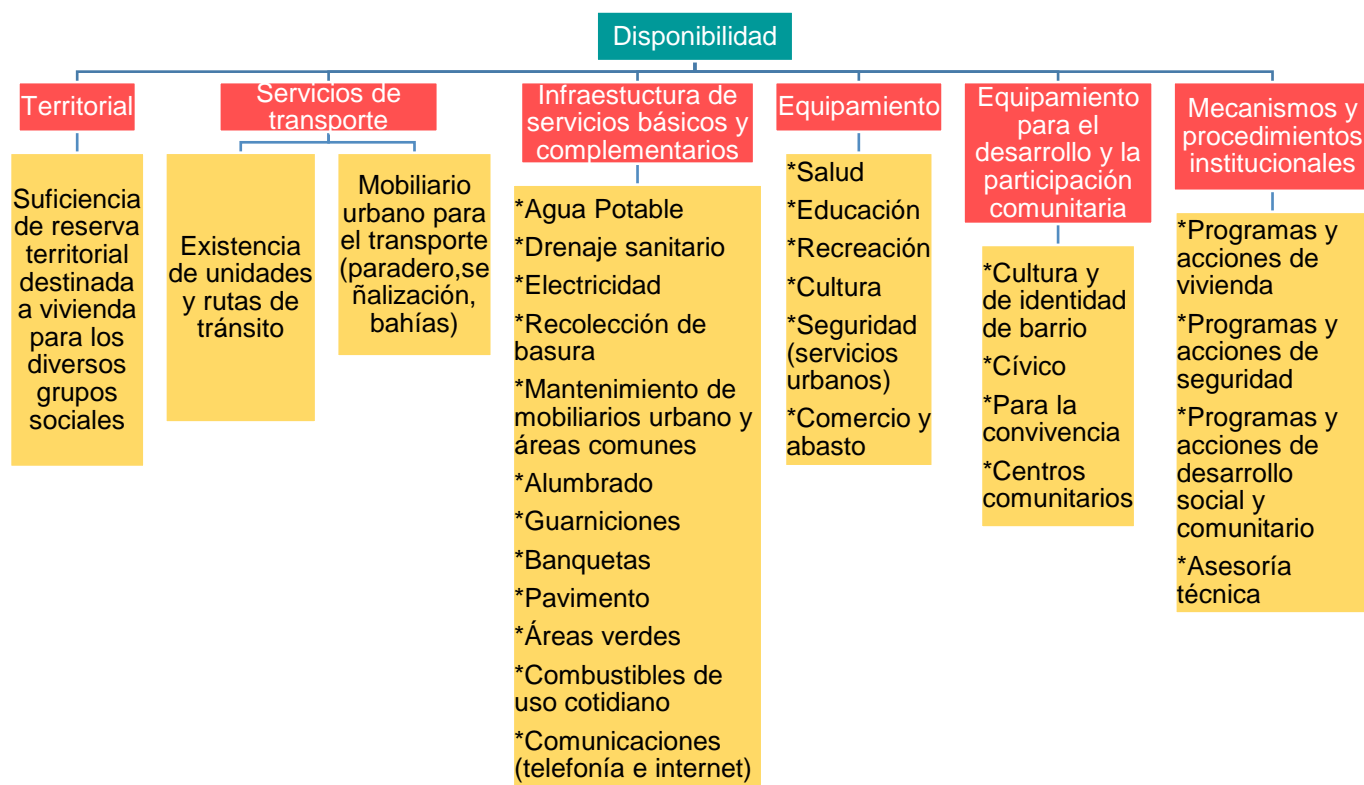 Disponibilidad
Territorial
Suficiencia
de reserva
territorial
destinada
a vivienda
para los
diversos
grupos
sociales
Servicios de
transporte
Existencia
de unidades
y rutas de
tránsito
Mobiliario
urbano para
el transporte
(paradero,se
ñalización,
bahías)
Infraestuctura de
servicios básicos y
complementarios
*Agua Potable
*Drenaje sanitario
*Electricidad
*Recolección de
basura
*Mantenimiento de
mobiliarios urbano y
áreas comunes
*Alumbrado
*Guarniciones
*Banquetas
*Pavimento
*Áreas verdes
*Combustibles de
uso cotidiano
*Comunicaciones
(telefonía e internet)
Equipamiento
*Salud
*Educación
*Recreación
*Cultura
*Seguridad
(servicios
urbanos)
*Comercio y
abasto
Equipamiento
para el
desarrollo y la
participación
comunitaria
*Cultura y
de identidad
de barrio
*Cívico
*Para la
convivencia
*Centros
comunitarios
Mecanismos y
procedimientos
institucionales
*Programas y
acciones de
vivienda
*Programas y
acciones de
seguridad
*Programas y
acciones de
desarrollo
social y
comunitario
*Asesoría
técnica